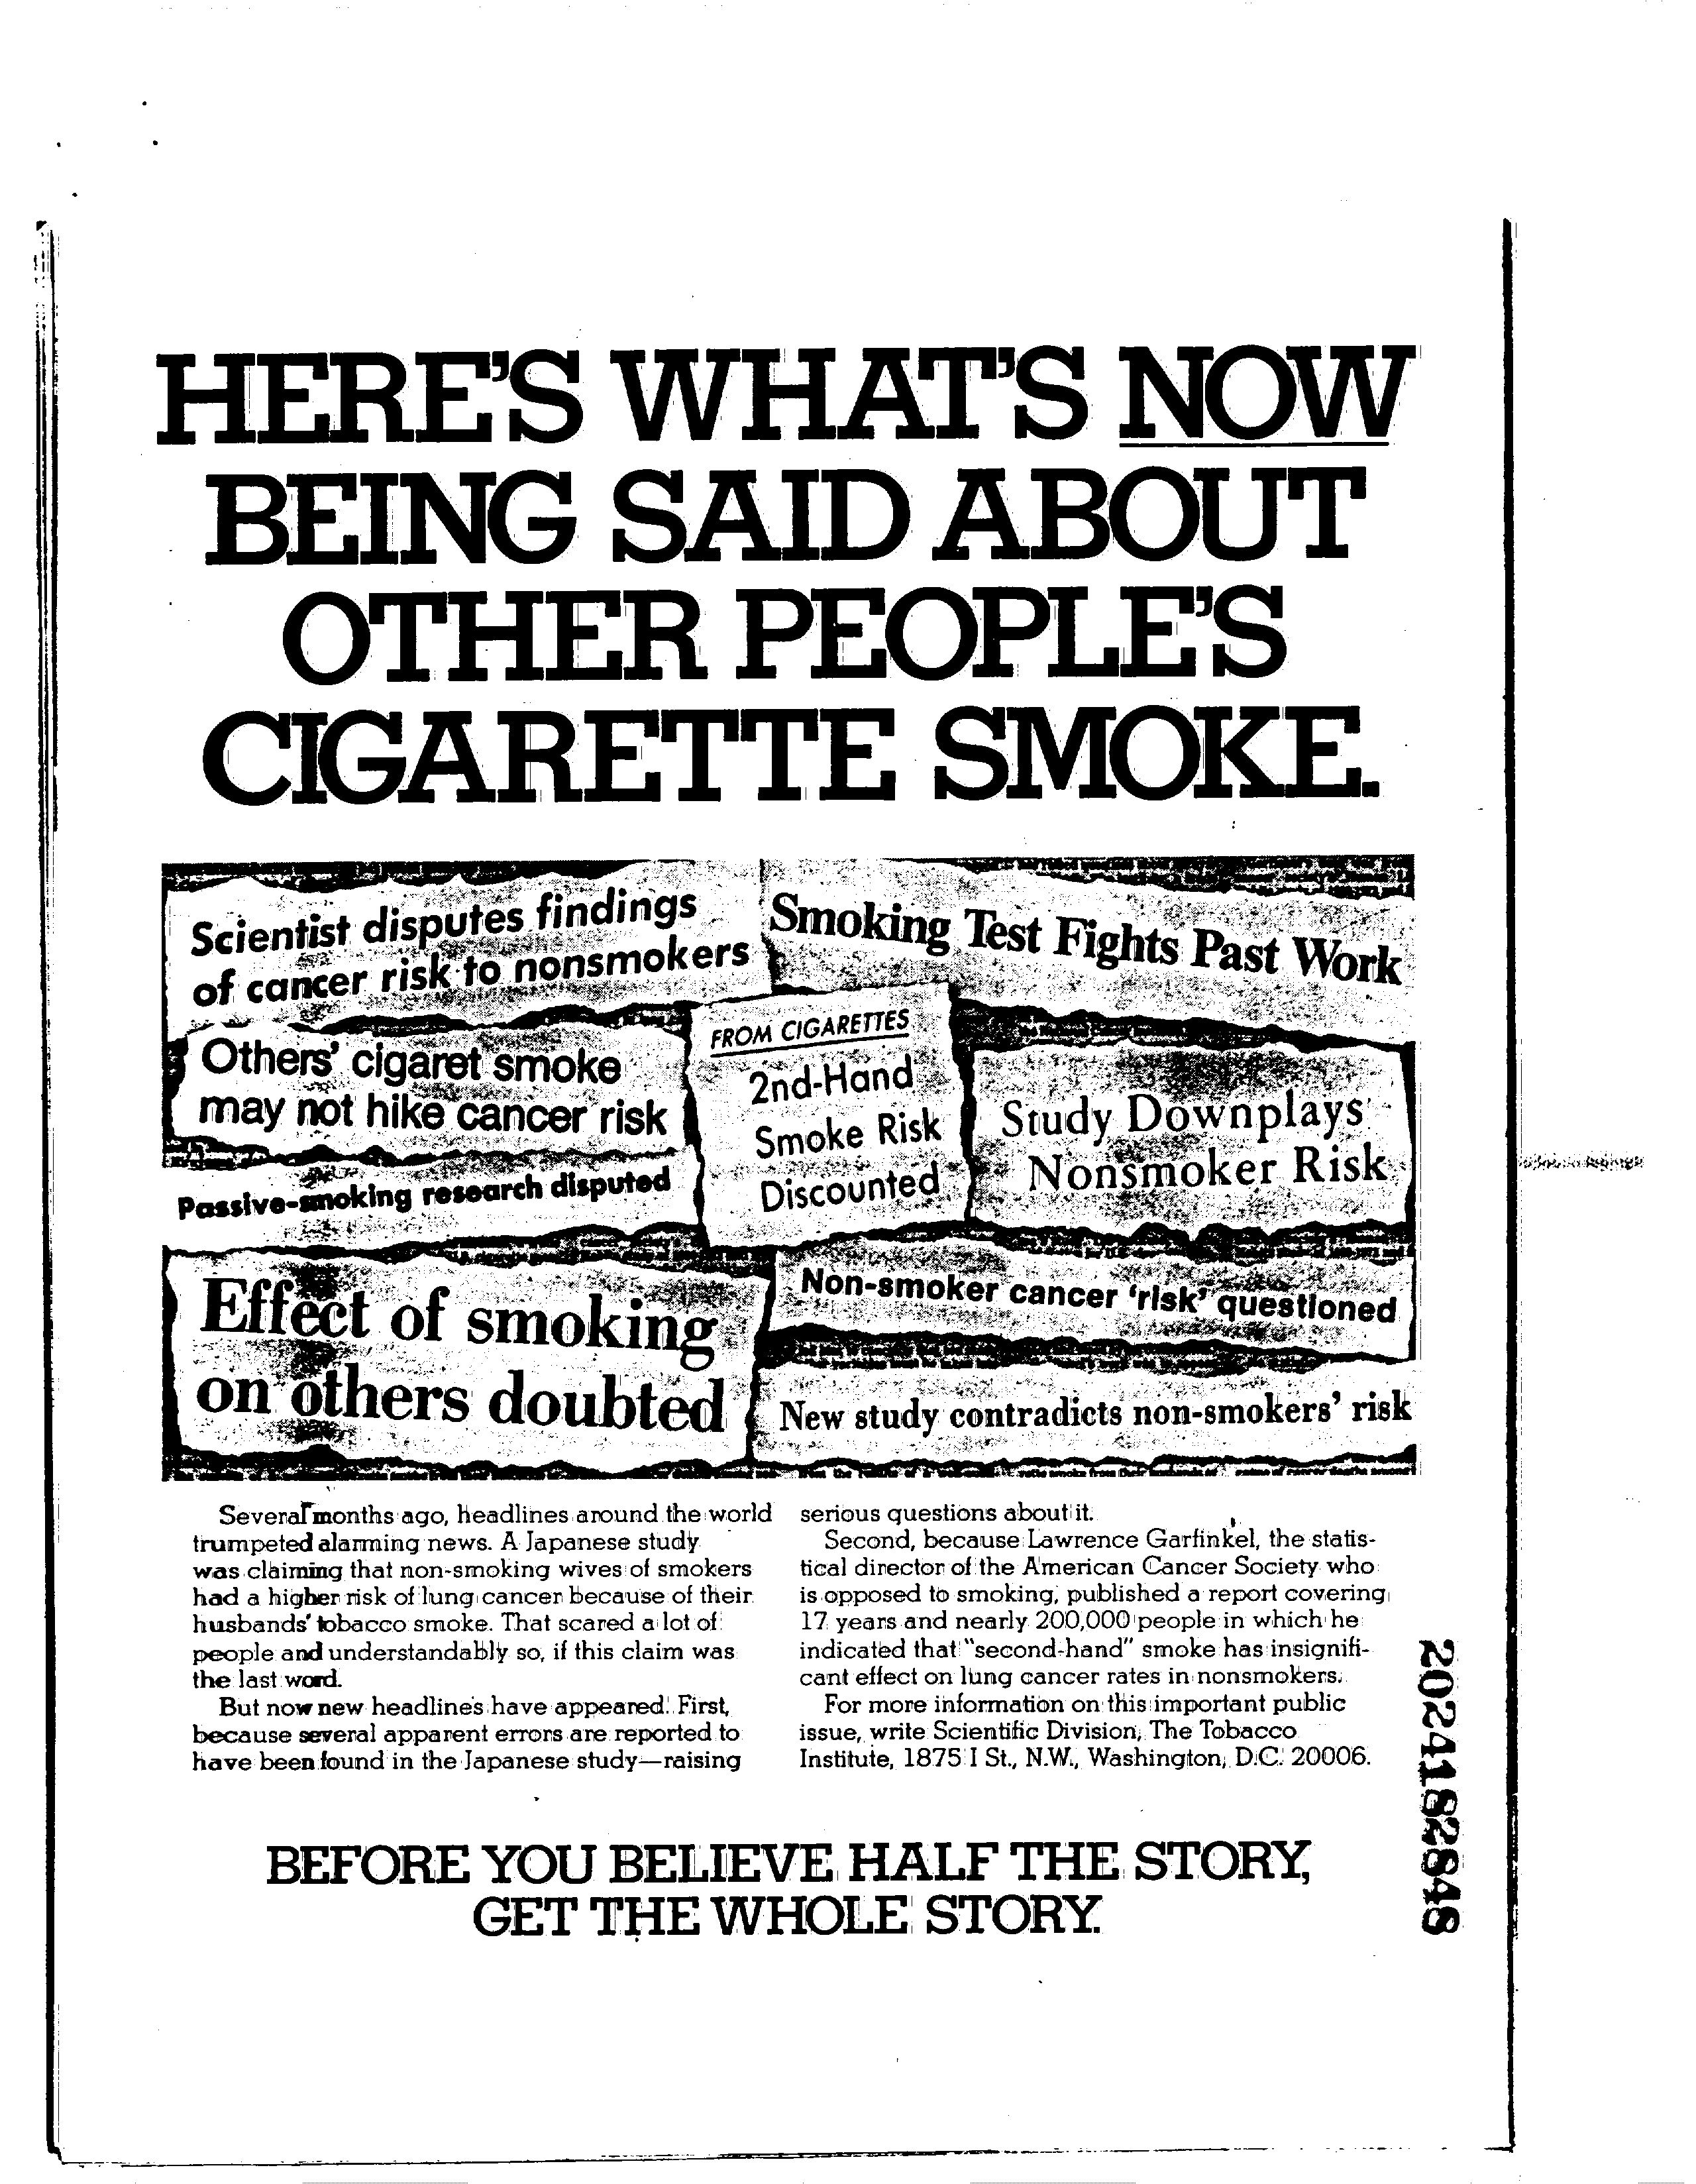 HERE'S WHAT'S NOW
BEING SAID ABOUT
OTHER PEOPLE'S
CIGARETTE SMOKE.
Scientist disputes findings
of cancer risk to nonsmokers
Smoking Test Fights Past Work
Others' cigaret smoke
may not hike cancer risk
FROM CIGARETTES
2nd-Hand
Smoke Risk
Discounted
Study Downplays
Nonsmoker Risk
Passive-smoking research disputed
Effect of smoking
on others doubted
Non-smoker cancer 'risk' questioned
New study contradicts non-smokers' risk
Several months ago, headlines around the world
trumpeted alarming news. A Japanese study
was claiming that non-smoking wives of smokers
had a higher risk of lung cancer because of their
husbands' tobacco smoke. That scared a lot of
people and understandably so, if this claim was
the last word.
But now new headlines have appeared. First,
because several apparent errors are reported to
have been found in the Japanese study—raising
serious questions about it.
Second, because Lawrence Garfinkel, the statis-
tical director of the American Cancer Society who
is opposed to smoking, published a report covering
17 years and nearly 200,000 people in which he
indicated that "second-hand" smoke has insignifi-
cant effect on lung cancer rates in nonsmokers.
For more information on this important public
issue, write Scientific Division, The Tobacco
Institute, 1875 I St., N.W., Washington, D.C. 20006.
BEFORE YOU BELIEVE HALF THE STORY,
GET THE WHOLE STORY.
2024182848